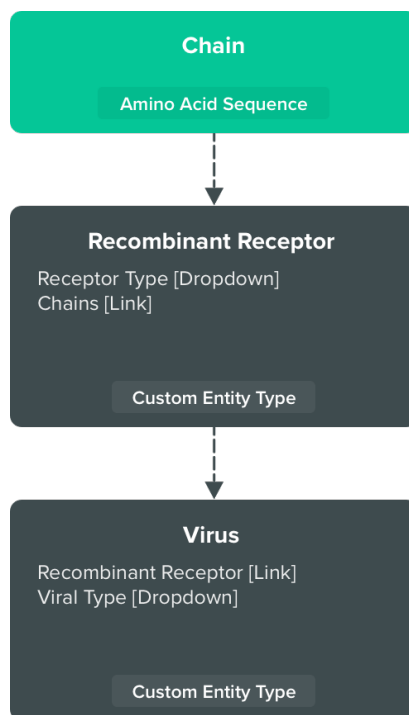 Chain
Amino Acid Sequence
Recombinant Receptor
Receptor Type [Dropdown]
Chains [Link]
Custom Entity Type
Virus
Recombinant Receptor [Link]
Viral Type [Dropdown]
Custom Entity Type